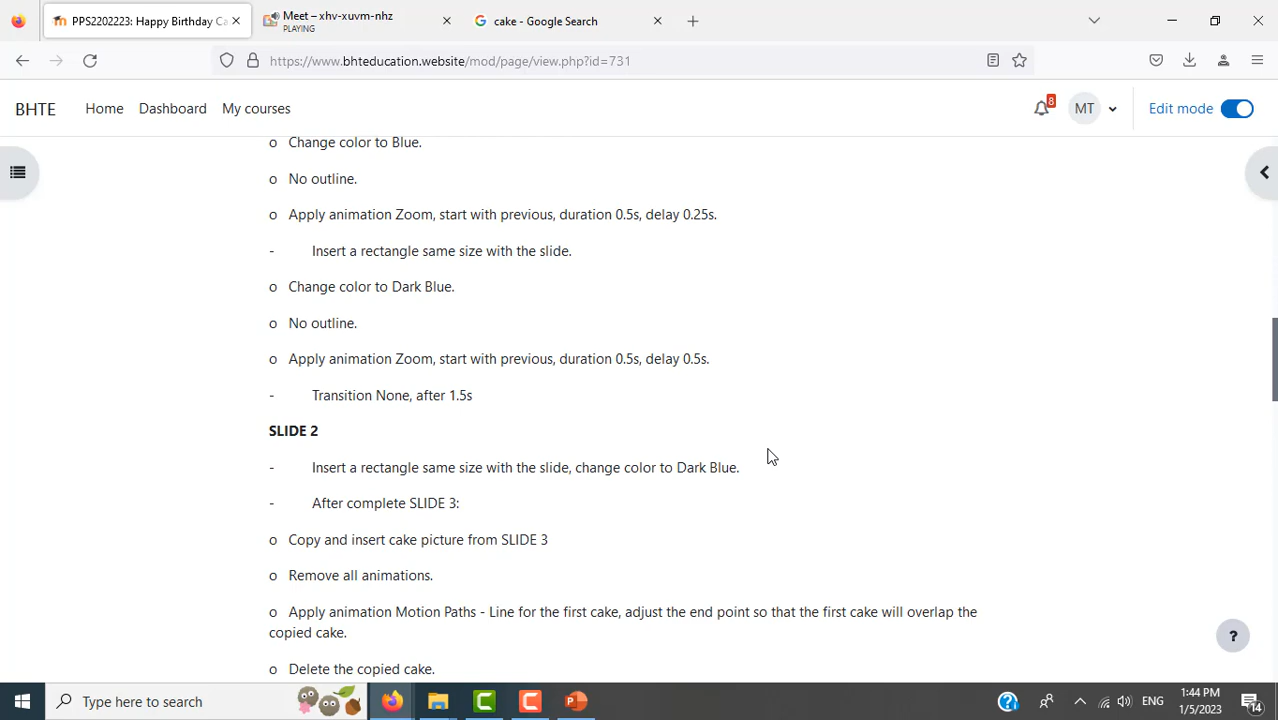 PPS2202223: Happy Birthday Ca
Meet – xhv-xuvm-nhz
PLAYING
cake - Google Search
https://www.bhteducation.website/mod/page/view.php?id=731
BHTE
Home
Dashboard
My courses
8
MT
Edit mode
o Change color to Blue.
o No outline.
o Apply animation Zoom, start with previous, duration 0.5s, delay 0.25s.
- Insert a rectangle same size with the slide.
o Change color to Dark Blue.
o No outline.
o Apply animation Zoom, start with previous, duration 0.5s, delay 0.5s.
- Transition None, after 1.5s
SLIDE 2
- Insert a rectangle same size with the slide, change color to Dark Blue.
- After complete SLIDE 3:
o Copy and insert cake picture from SLIDE 3
o Remove all animations.
o Apply animation Motion Paths - Line for the first cake, adjust the end point so that the first cake will overlap the
copied cake.
o Delete the copied cake.
?
Type here to search
ENG
1:44 PM
1/5/2023
14